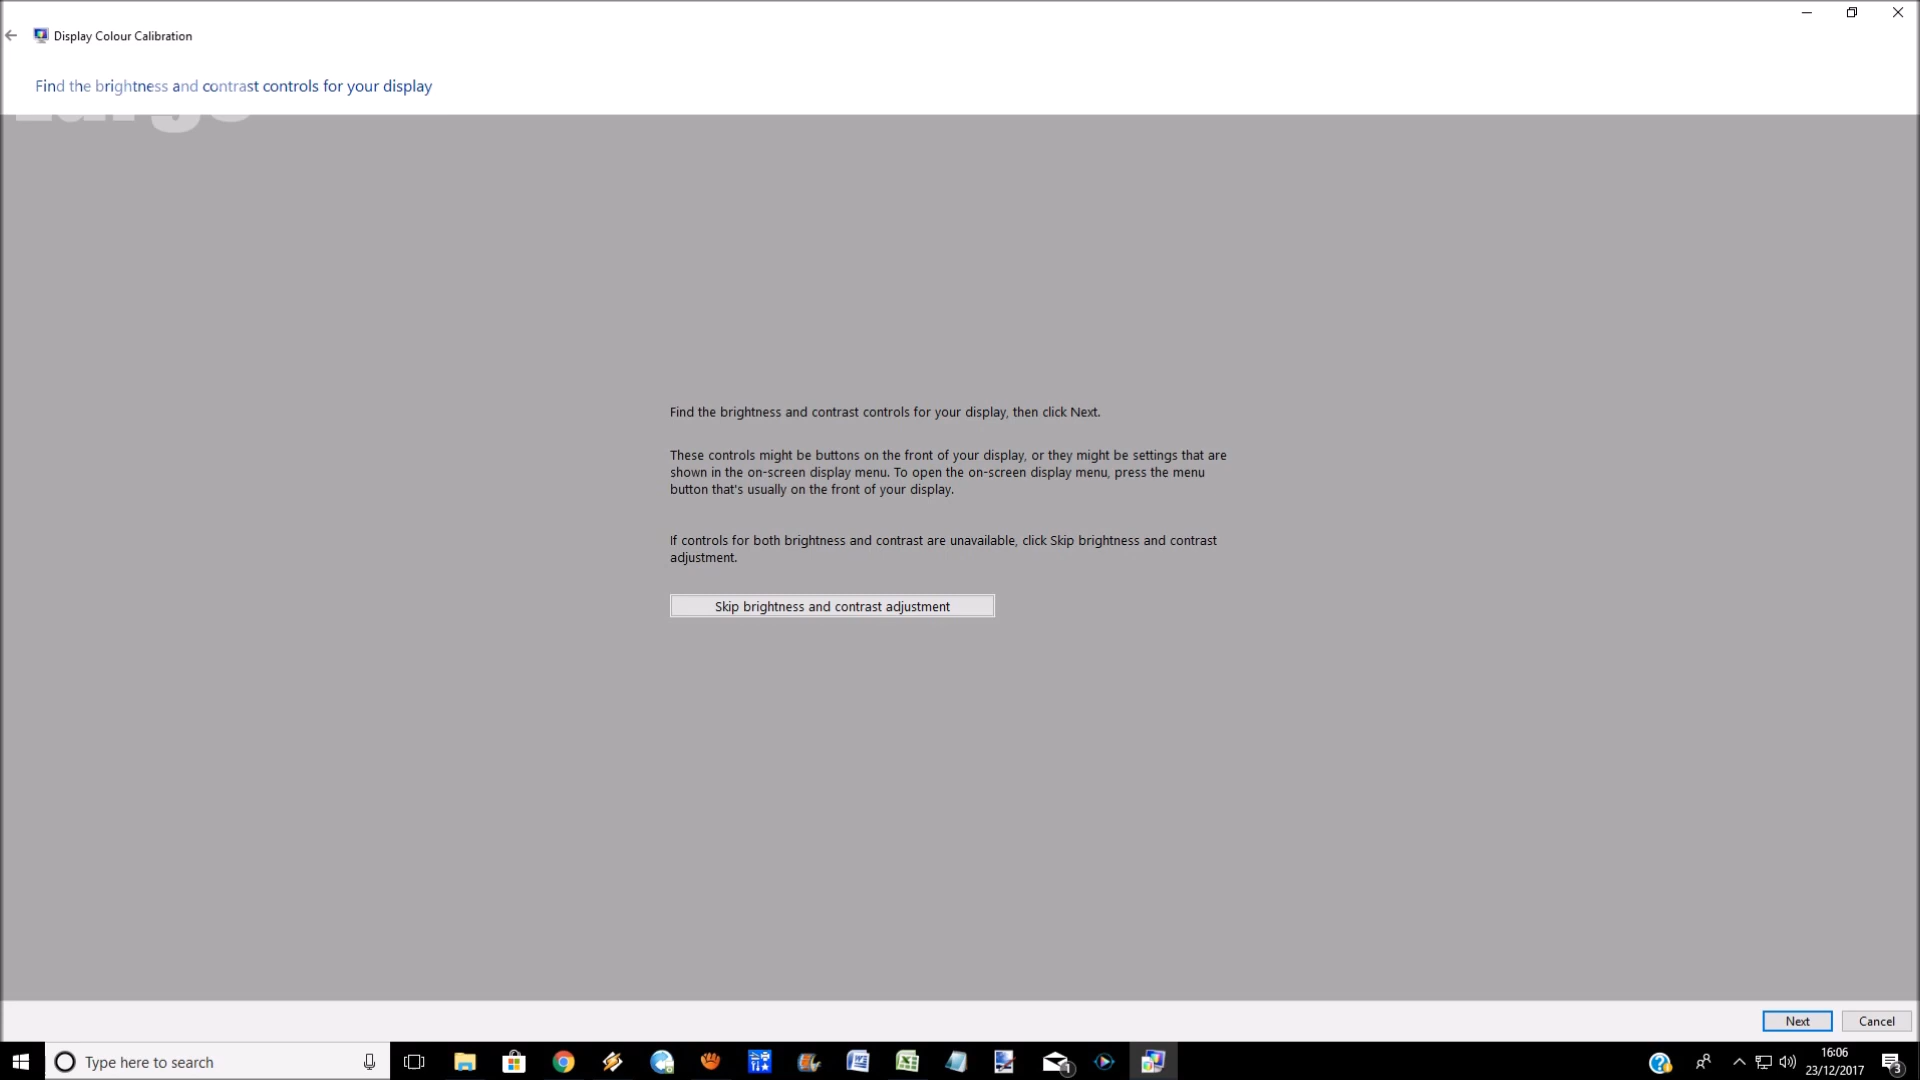 Display Colour Calibration
Find the brightness and contrast controls for your display
Find the brightness and contrast controls for your display, then click Next.
These controls might be buttons on the front of your display, or they might be settings that are
shown in the on-screen display menu. To open the on-screen display menu, press the menu
button that's usually on the front of your display.
If controls for both brightness and contrast are unavailable, click Skip brightness and contrast
adjustment.
Skip brightness and contrast adjustment
Next
Cancel
Type here to search
1
16:06
23/12/2017
3